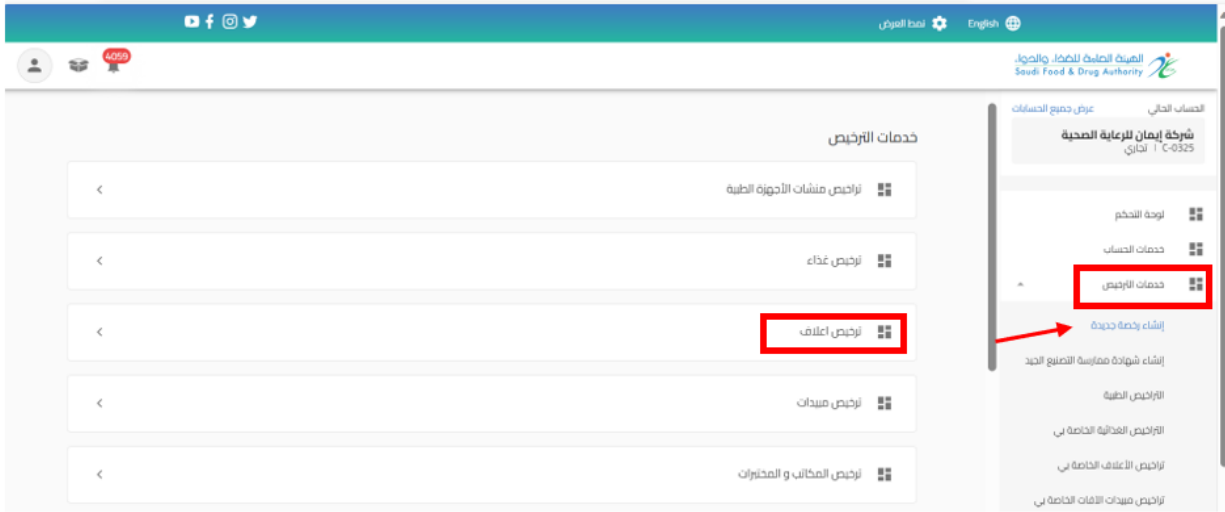 English
نمط العرض
الهيئة العامة للغذاء والدواء
Saudi Food & Drug Authority
4059
الحساب الحالي
عرض جميع الحسابات
شركة إيمان للرعاية الصحية
C-0325 | تجاري
لوحة التحكم
خدمات الحساب
خدمات الترخيص
إنشاء رخصة جديدة
إنشاء شهادة ممارسة التصنيع الجيد
التراخيص الطبية
التراخيص الغذائية الخاصة بي
تراخيص الأعلاف الخاصة بي
تراخيص مبيدات الآفات الخاصة بي
خدمات الترخيص
تراخيص منشآت الأجهزة الطبية
ترخيص غذاء
ترخيص اعلاف
ترخيص مبيدات
ترخيص المكاتب و المختبرات